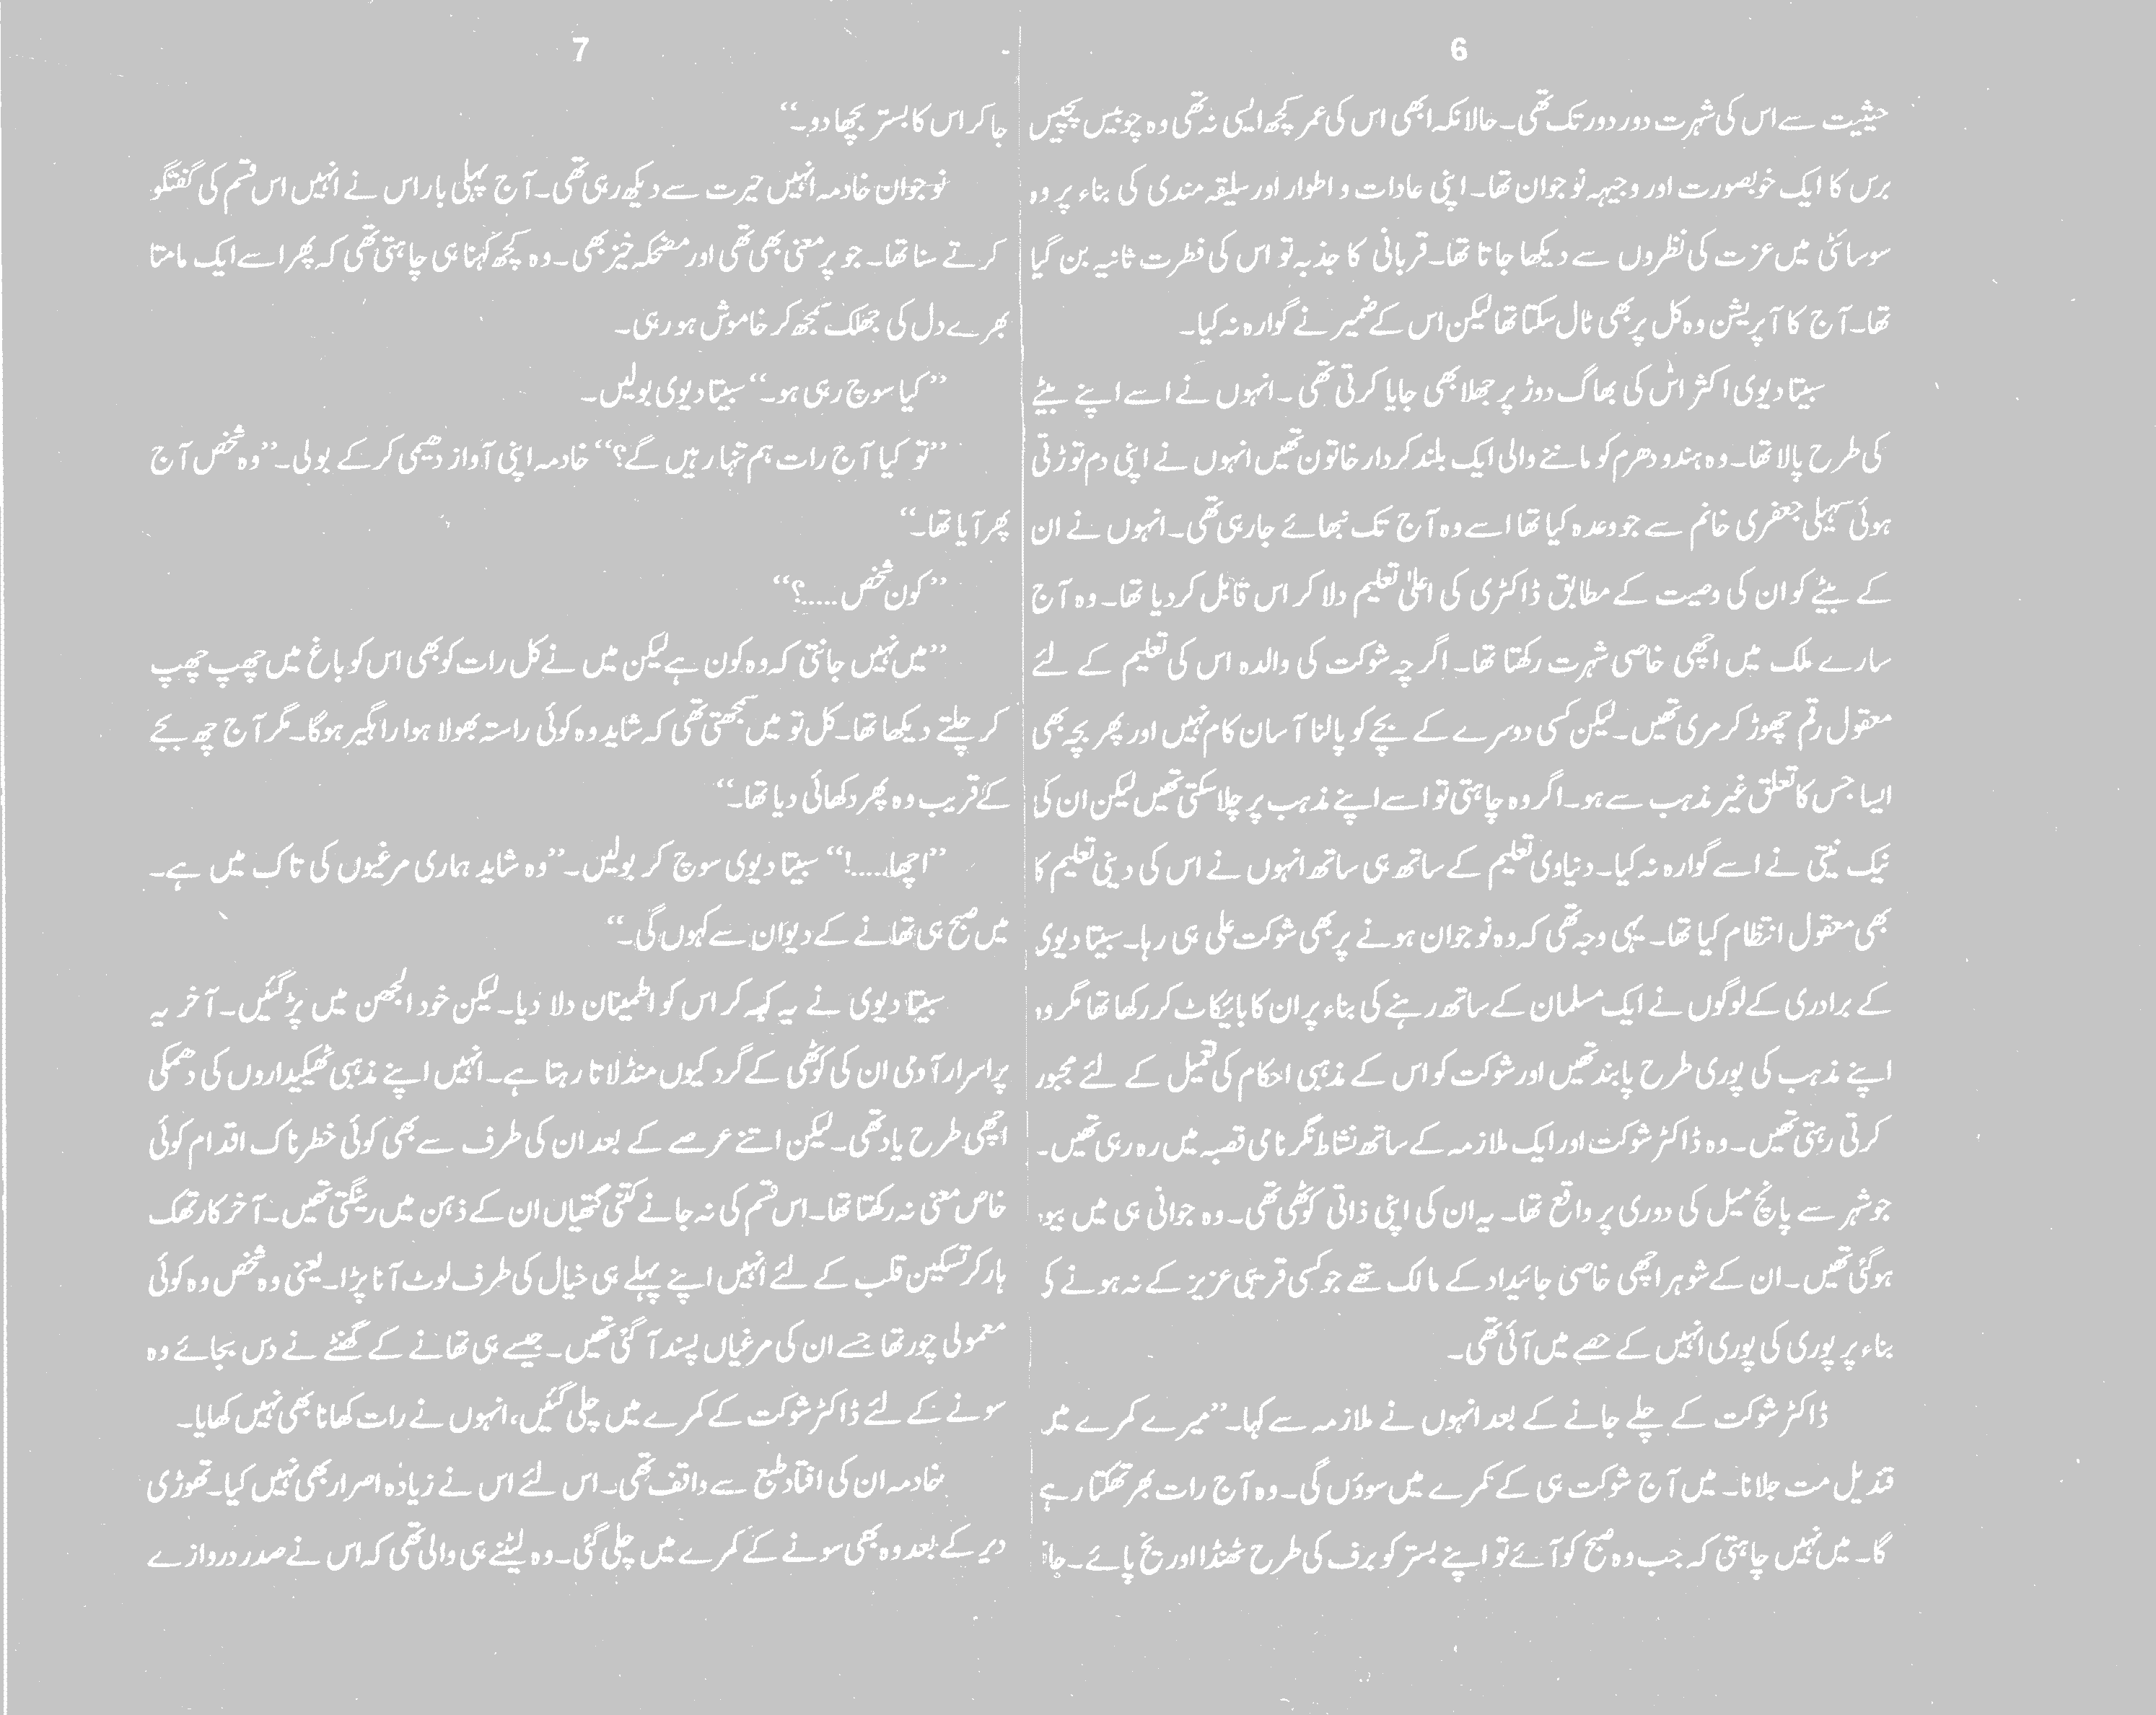 6
حیثیت سے اس کی شہرت دور دور تک تھی۔ حالانکہ ابھی اس کی عمر کچھ ایسی نہ تھی وہ چوبیس پچیس
برس کا ایک خوبصورت اور وجیہہ نوجوان تھا۔ اپنی عادات و اطوار اور سلیقہ مندی کی بناء پر وہ
سوسائٹی میں عزت کی نظروں سے دیکھا جاتا تھا۔ قربانی کا جذبہ تو اس کی فطرت ثانیہ بن گیا
تھا۔ آج کا آپریشن وہ کل پر بھی ٹال سکتا تھا لیکن اس کے ضمیر نے گوارہ نہ کیا۔
سیتا دیوی اکثر اس کی بھاگ دوڑ پر جھلا بھی جایا کرتی تھی۔ انہوں نے اسے اپنے بیٹے
کی طرح پالا تھا۔ وہ ہندو دھرم کو ماننے والی ایک بلند کردار خاتون تھیں انہوں نے اپنی دم توڑتی
ہوئی سہیلی جعفری خانم سے جو وعدہ کیا تھا اسے وہ آج تک نبھائے جارہی تھی۔ انہوں نے ان
کے بیٹے کو ان کی وصیت کے مطابق ڈاکٹری کی اعلیٰ تعلیم دلا کر اس قابل کردیا تھا۔ وہ آج
سارے ملک میں اچھی خاصی شہرت رکھتا تھا۔ اگرچہ شوکت کی والدہ اس کی تعلیم کے لئے
معقول رقم چھوڑ کر مری تھیں۔ لیکن کسی دوسرے کے بچے کو پالنا آسان کام نہیں اور پھر بچہ بھی
ایسا جس کا تعلق غیر مذہب سے ہو۔ اگر وہ چاہتی تو اسے اپنے مذہب پر چلا سکتی تھیں لیکن ان کی
نیک نیتی نے اسے گوارہ نہ کیا۔ دنیاوی تعلیم کے ساتھ ہی ساتھ انہوں نے اس کی دینی تعلیم کا
بھی معقول انتظام کیا تھا۔ یہی وجہ تھی کہ وہ نوجوان ہونے پر بھی شوکت علی ہی رہا۔ سیتا دیوی
کے برادری کے لوگوں نے ایک مسلمان کے ساتھ رہنے کی بناء پر ان کا بائیکاٹ کر رکھا تھا مگر وہ
اپنے مذہب کی پوری طرح پابند تھیں اور شوکت کو اس کے مذہبی احکام کی تعمیل کے لئے مجبور
کرتی رہتی تھیں۔ وہ ڈاکٹر شوکت اور ایک ملازمہ کے ساتھ نشاط نگر نامی قصبہ میں رہ رہی تھیں۔
جو شہر سے پانچ میل کی دوری پر واقع تھا۔ یہ ان کی اپنی ذاتی کوٹھی تھی۔ وہ جوانی ہی میں بیوہ
ہوگئی تھیں۔ ان کے شوہر اچھی خاصی جائیداد کے مالک تھے جو کسی قریبی عزیز کے نہ ہونے کی
بناء پر پوری کی پوری انہیں کے حصے میں آئی تھی۔
ڈاکٹر شوکت کے چلے جانے کے بعد انہوں نے ملازمہ سے کہا۔ ”میرے کمرے میں
قندیل مت جلانا۔ میں آج شوکت ہی کے کمرے میں سووں گی۔ وہ آج رات بھر تھکتا رہے
گا۔ میں نہیں چاہتی کہ جب وہ صبح کو آئے تو اپنے بستر کو برف کی طرح ٹھنڈا اور یخ پائے۔ جاؤ
7
جا کر اس کا بستر بچھا دو۔“
نوجوان خادمہ انہیں حیرت سے دیکھ رہی تھی۔ آج پہلی بار اس نے انہیں اس قسم کی گفتگو
کرتے سنا تھا۔ جو پر معنی بھی تھی اور مضحکہ خیز بھی۔ وہ کچھ کہنا ہی چاہتی تھی کہ پھر اسے ایک مامتا
بھرے دل کی جھلک سمجھ کر خاموش ہو رہی۔
”کیا سوچ رہی ہو۔“ سیتا دیوی بولیں۔
”تو کیا آج رات ہم تنہا رہیں گے؟“ خادمہ اپنی آواز دھیمی کرکے بولی۔ ”وہ شخص آج
پھر آیا تھا۔“
”کون شخص.....؟“
”میں نہیں جانتی کہ وہ کون ہے لیکن میں نے کل رات کو بھی اس کو باغ میں چھپ چھپ
کر چلتے دیکھا تھا۔ کل تو میں سمجھتی تھی کہ شاید وہ کوئی راستہ بھولا ہوا راہگیر ہوگا۔ مگر آج چھ بجے
کے قریب وہ پھر دکھائی دیا تھا۔“
”اچھا.....!“ سیتا دیوی سوچ کر بولیں۔ ”وہ شاید ہماری مرغیوں کی تاک میں ہے۔
میں صبح ہی تھانے کے دیوان سے کہوں گی۔“
سیتا دیوی نے یہ کہہ کر اس کو اطمینان دلا دیا۔ لیکن خود الجھن میں پڑ گئیں۔ آخر یہ
پراسرار آدمی ان کی کوٹھی کے گرد کیوں منڈلاتا رہتا ہے۔ انہیں اپنے مذہبی ٹھیکیداروں کی دھمکی
اچھی طرح یاد تھی۔ لیکن اتنے عرصے کے بعد ان کی طرف سے بھی کوئی خطرناک اقدام کوئی
خاص معنی نہ رکھتا تھا۔ اس قسم کی نہ جانے کتنی گتھیاں ان کے ذہن میں رینگتی تھیں۔ آخر کار تھک
ہار کر تسکین قلب کے لئے انہیں اپنے پہلے ہی خیال کی طرف لوٹ آنا پڑا۔ یعنی وہ شخص وہ کوئی
معمولی چور تھا جسے ان کی مرغیاں پسند آگئی تھیں۔ جیسے ہی تھانے کے گھنٹے نے دس بجائے وہ
سونے کے لئے ڈاکٹر شوکت کے کمرے میں چلی گئیں، انہوں نے رات کھانا بھی نہیں کھایا۔
خادمہ ان کی افتاد طبع سے واقف تھی۔ اس لئے اس نے زیادہ اصرار بھی نہیں کیا۔ تھوڑی
دیر کے بعد وہ بھی سونے کے کمرے میں چلی گئی۔ وہ لیٹنے ہی والی تھی کہ اس نے صدر دروازے